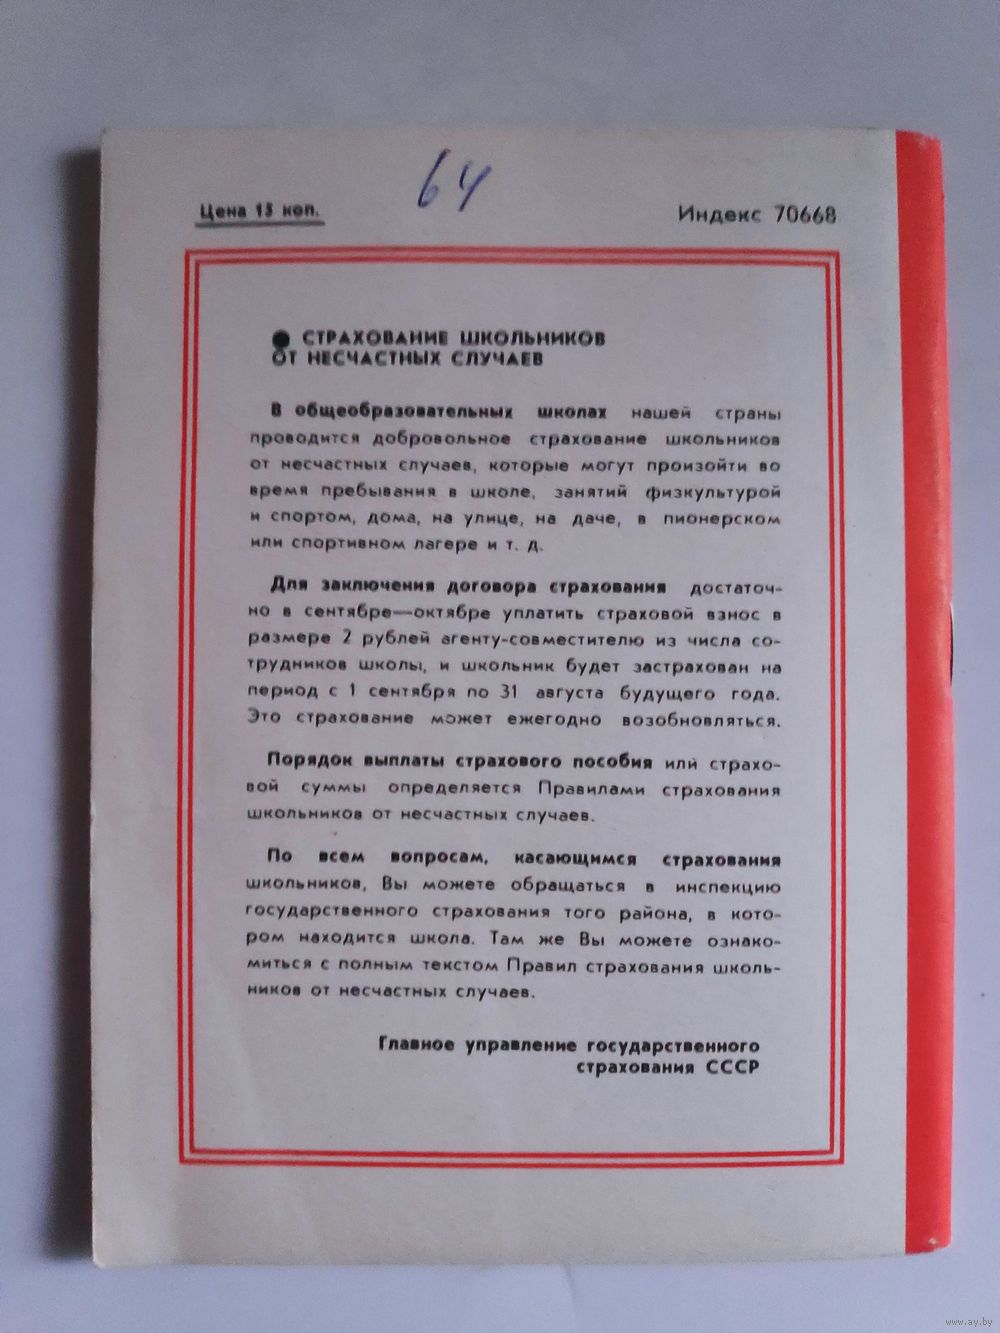 64
Цена 15 коп.
Индекс 70668
● СТРАХОВАНИЕ ШКОЛЬНИКОВ
ОТ НЕСЧАСТНЫХ СЛУЧАЕВ
В общеобразовательных школах нашей страны
проводится добровольное страхование школьников
от несчастных случаев, которые могут произойти во
время пребывания в школе, занятий физкультурой
и спортом, дома, на улице, на даче, в пионерском
или спортивном лагере и т. д.
Для заключения договора страхования достаточ-
но в сентябре—октябре уплатить страховой взнос в
размере 2 рублей агенту-совместителю из числа со-
трудников школы, и школьник будет застрахован на
период с 1 сентября по 31 августа будущего года.
Это страхование может ежегодно возобновляться.
Порядок выплаты страхового пособия или страхо-
вой суммы определяется Правилами страхования
школьников от несчастных случаев.
По всем вопросам, касающимся страхования
школьников, Вы можете обращаться в инспекцию
государственного страхования того района, в кото-
ром находится школа. Там же Вы можете ознако-
миться с полным текстом Правил страхования школь-
ников от несчастных случаев.
Главное управление государственного
страхования СССР
www.ay.by